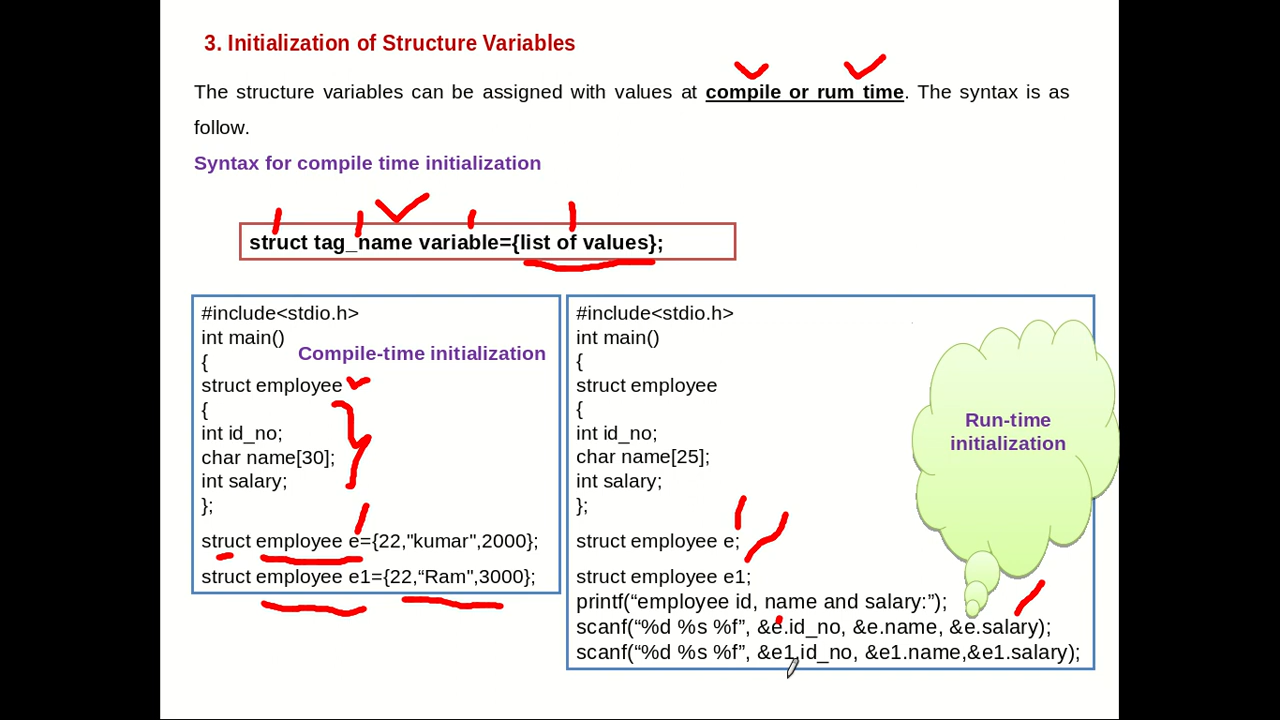 3. Initialization of Structure Variables
The structure variables can be assigned with values at compile or rum time. The syntax is as
follow.
Syntax for compile time initialization
struct tag_name variable={list of values};
#include<stdio.h>
int main()
Compile-time initialization
{
struct employee
{
int id_no;
char name[30];
int salary;
};
struct employee e={22,"kumar",2000};
struct employee e1={22,“Ram",3000};
#include<stdio.h>
int main()
{
struct employee
{
int id_no;
char name[25];
int salary;
};
struct employee e;
struct employee e1;
printf(“employee id, name and salary:”);
scanf(“%d %s %f”, &e.id_no, &e.name, &e.salary);
scanf(“%d %s %f”, &e1.id_no, &e1.name,&e1.salary);
Run-time
initialization